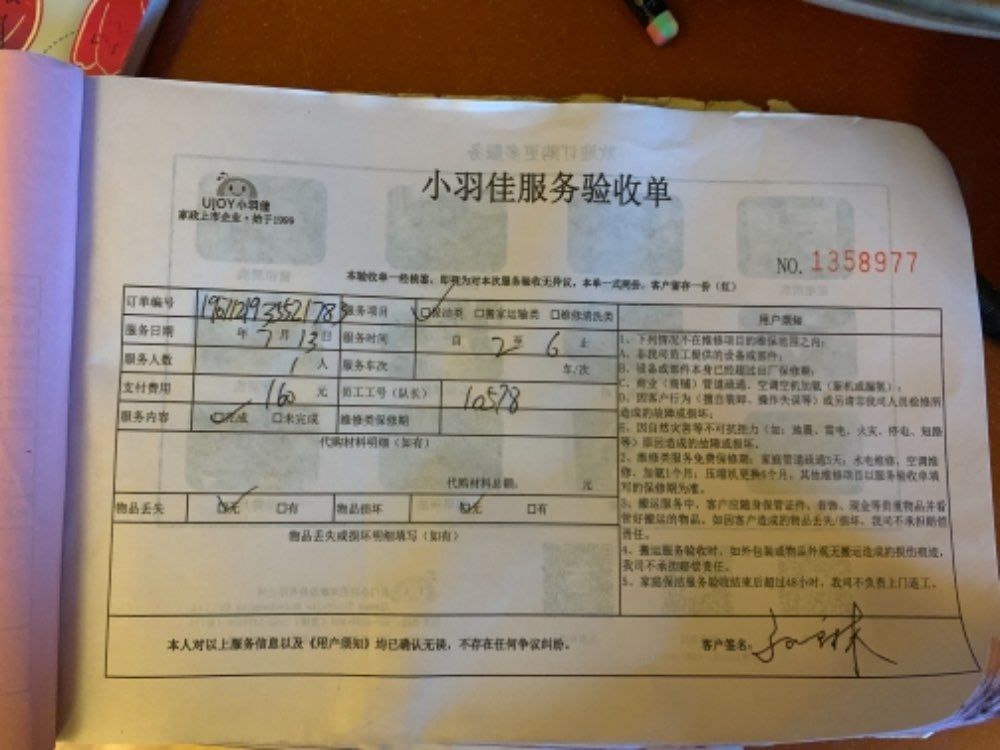 小羽佳服务验收单
UJOY小羽佳
家政上市企业·始于1996
NO. 1358977
本验收单一经核签,即视为对本次服务验收无异议,本单一式两份,客户留存一份(红)
订单编号 服务项目 保洁类 □搬家运输类 □维修清洗类
服务日期 年 7 月 13 日 服务时间 自 2 至 6 止
服务人数 1 人 服务车次 车/次
支付费用 160 元 员工工号(队长) 10578
服务内容 完成 □未完成 维修类保修期
代购材料明细(如有)
代购材料总额: 元
物品丢失 无 □有 物品损坏 无 □有
物品丢失或损坏明细填写(如有)
用户须知
1、下列情况不在维修项目的维保范围之内:
A、非我司员工提供的设备或部件;
B、设备或部件本身已经超过出厂保修期;
C、商业(商铺)管道疏通、空调空机加氟(新机或漏氟);
D、因客户行为(擅自装卸、操作失误等)或另请非我司人员检修所
造成的故障或损坏;
E、因自然灾害等不可抗拒力(如:地震、雷电、火灾、停电、短路
等)原因造成的故障或损坏。
2、维修类服务免费保修期:家庭管道疏通3天;水电维修、空调维
修、加氟1个月;压缩机更换6个月。其他维修项目以服务验收单填
写的保修期为准。
3、搬运服务中,客户应随身保管证件、首饰、现金等贵重物品并看
管好搬运的物品,如因客户造成的物品丢失/损坏,我司不承担赔偿
责任。
4、搬运服务验收时,如外包装或物品外观无搬运造成的损伤痕迹,
我司不承担赔偿责任。
5、家庭保洁服务验收结束后超过48小时,我司不负责上门返工。
本人对以上服务信息以及《用户须知》均已确认无误,不存在任何争议纠纷。 客户签名: